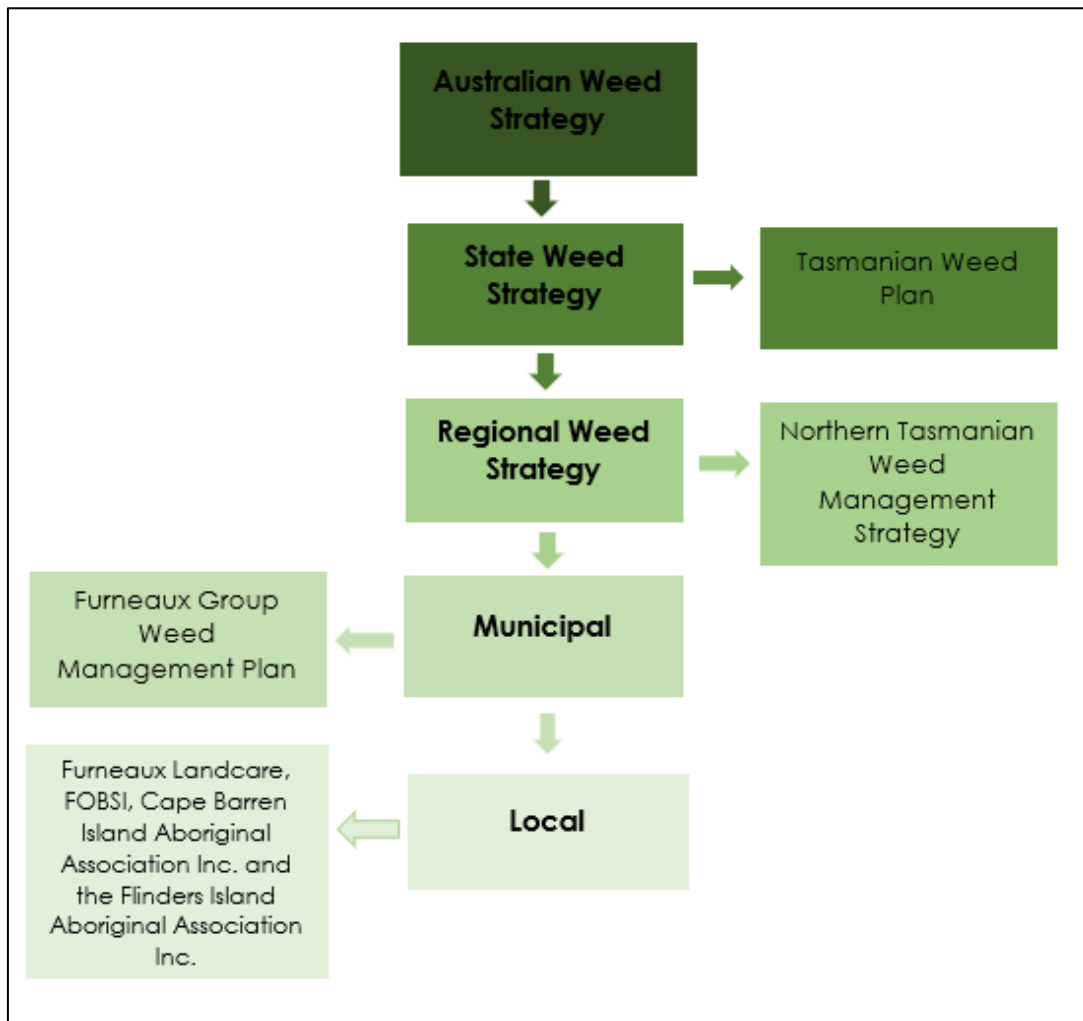 Australian Weed
Strategy
State Weed
Strategy
Tasmanian Weed
Plan
Regional Weed
Strategy
Northern Tasmanian
Weed
Management
Strategy
Furneaux Group
Weed
Management Plan
Municipal
Furneaux Landcare,
FOBSI, Cape Barren
Island Aboriginal
Association Inc. and
the Flinders Island
Aboriginal Association
Inc.
Local